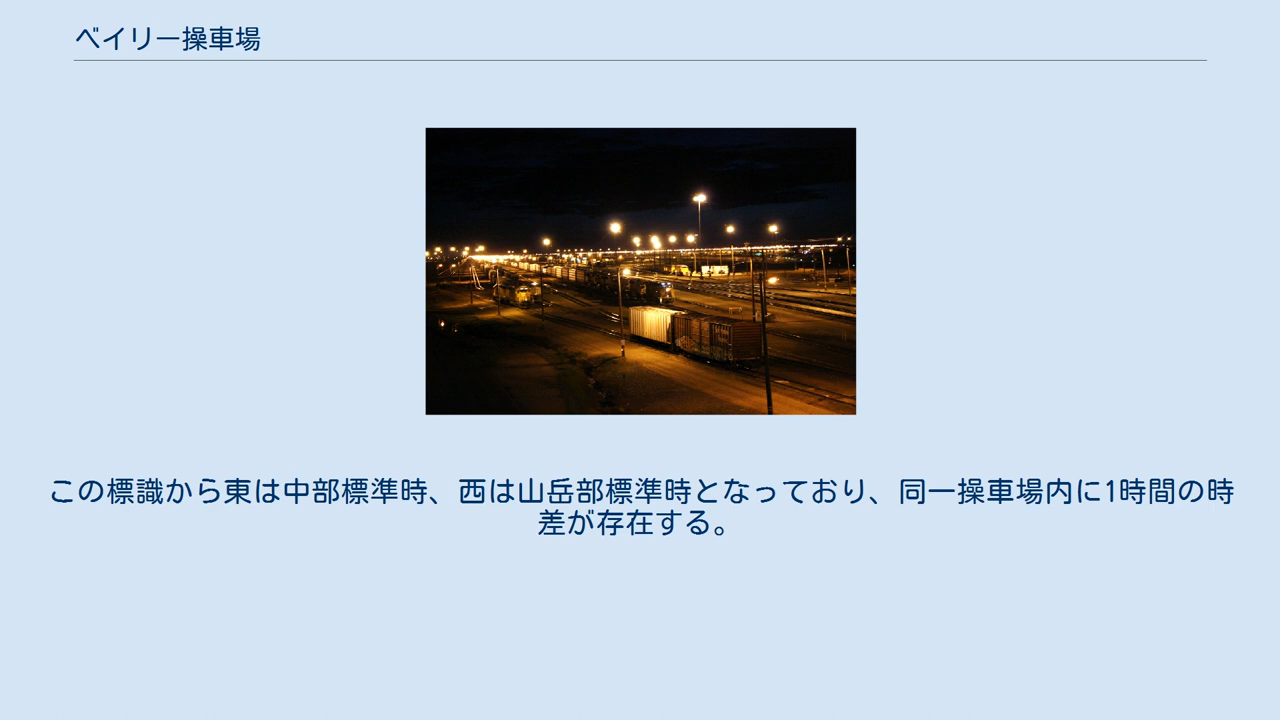 ベイリー操車場
この標識から東は中部標準時、西は山岳部標準時となっており、同一操車場内に1時間の時
差が存在する。